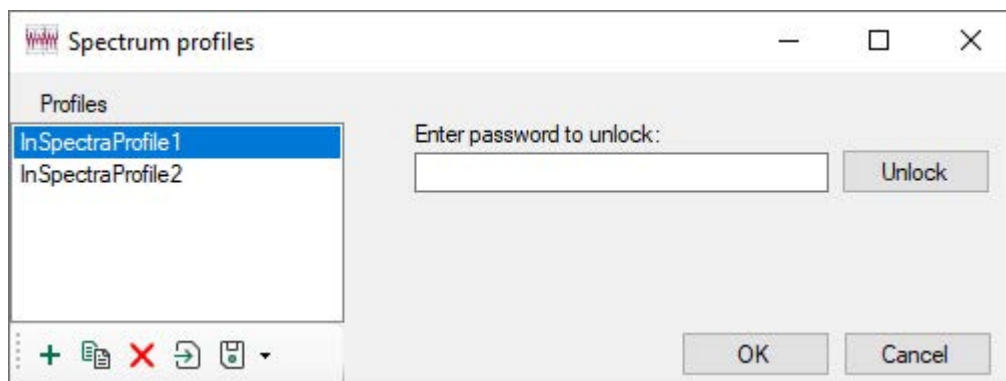 Spectrum profiles
Profiles
InSpectraProfile1
InSpectraProfile2
Enter password to unlock:
Unlock
OK
Cancel